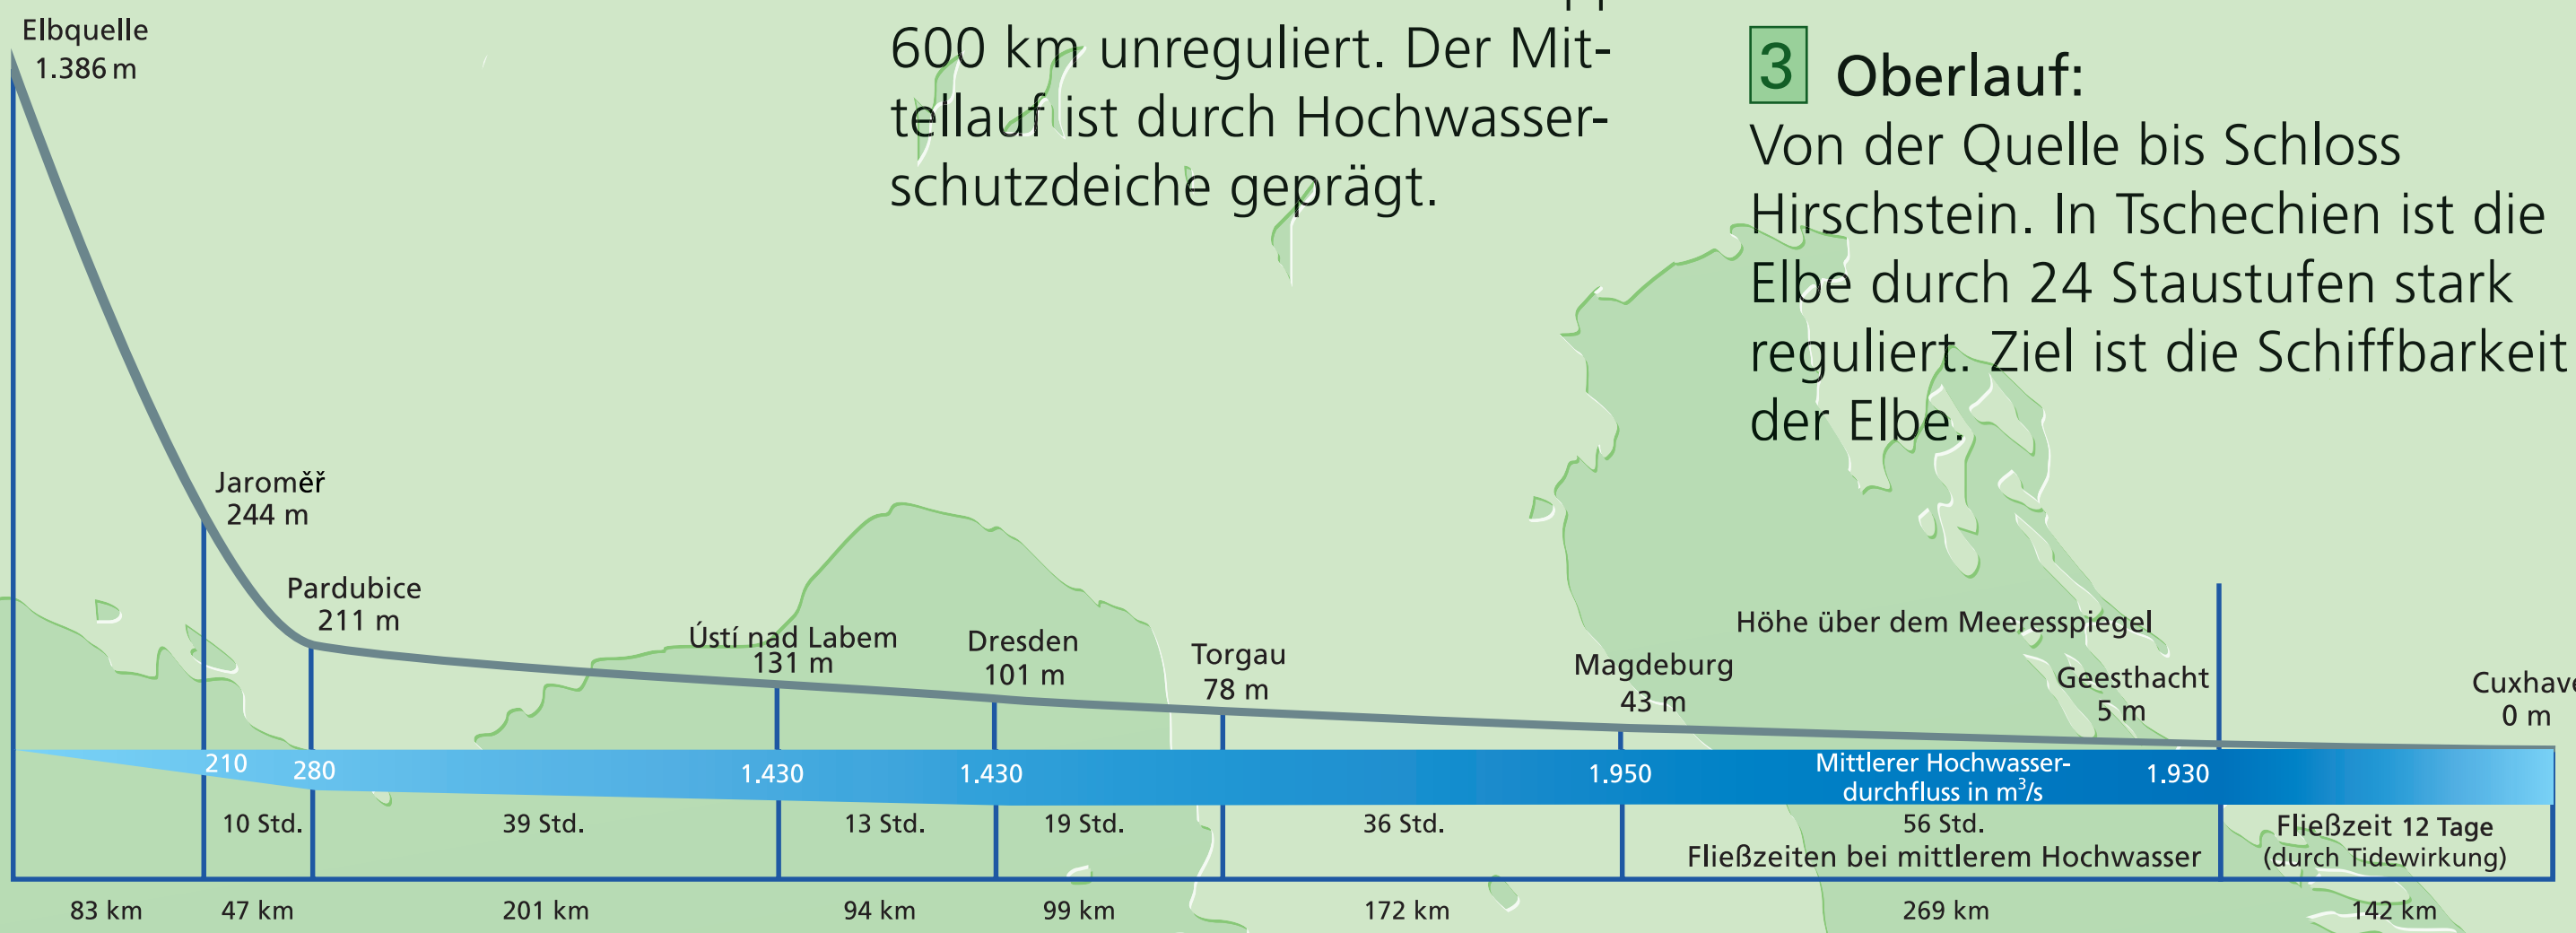 600 km unreguliert. Der Mit-
tellauf ist durch Hochwasser-
schutzdeiche geprägt.
3 Oberlauf:
Von der Quelle bis Schloss
Hirschstein. In Tschechien ist die
Elbe durch 24 Staustufen stark
reguliert. Ziel ist die Schiffbarkeit
der Elbe.
Elbquelle
1.386 m
Jaroměř
244 m
Pardubice
211 m
Ústí nad Labem
131 m
Dresden
101 m
Torgau
78 m
Magdeburg
43 m
Höhe über dem Meeresspiegel
Geesthacht
5 m
Cuxhave
0 m
210 280 1.430 1.430 1.950
Mittlerer Hochwasser-
durchfluss in m³/s
1.930
10 Std. 39 Std. 13 Std. 19 Std. 36 Std. 56 Std.
Fließzeiten bei mittlerem Hochwasser
Fließzeit 12 Tage
(durch Tidewirkung)
83 km 47 km 201 km 94 km 99 km 172 km 269 km 142 km